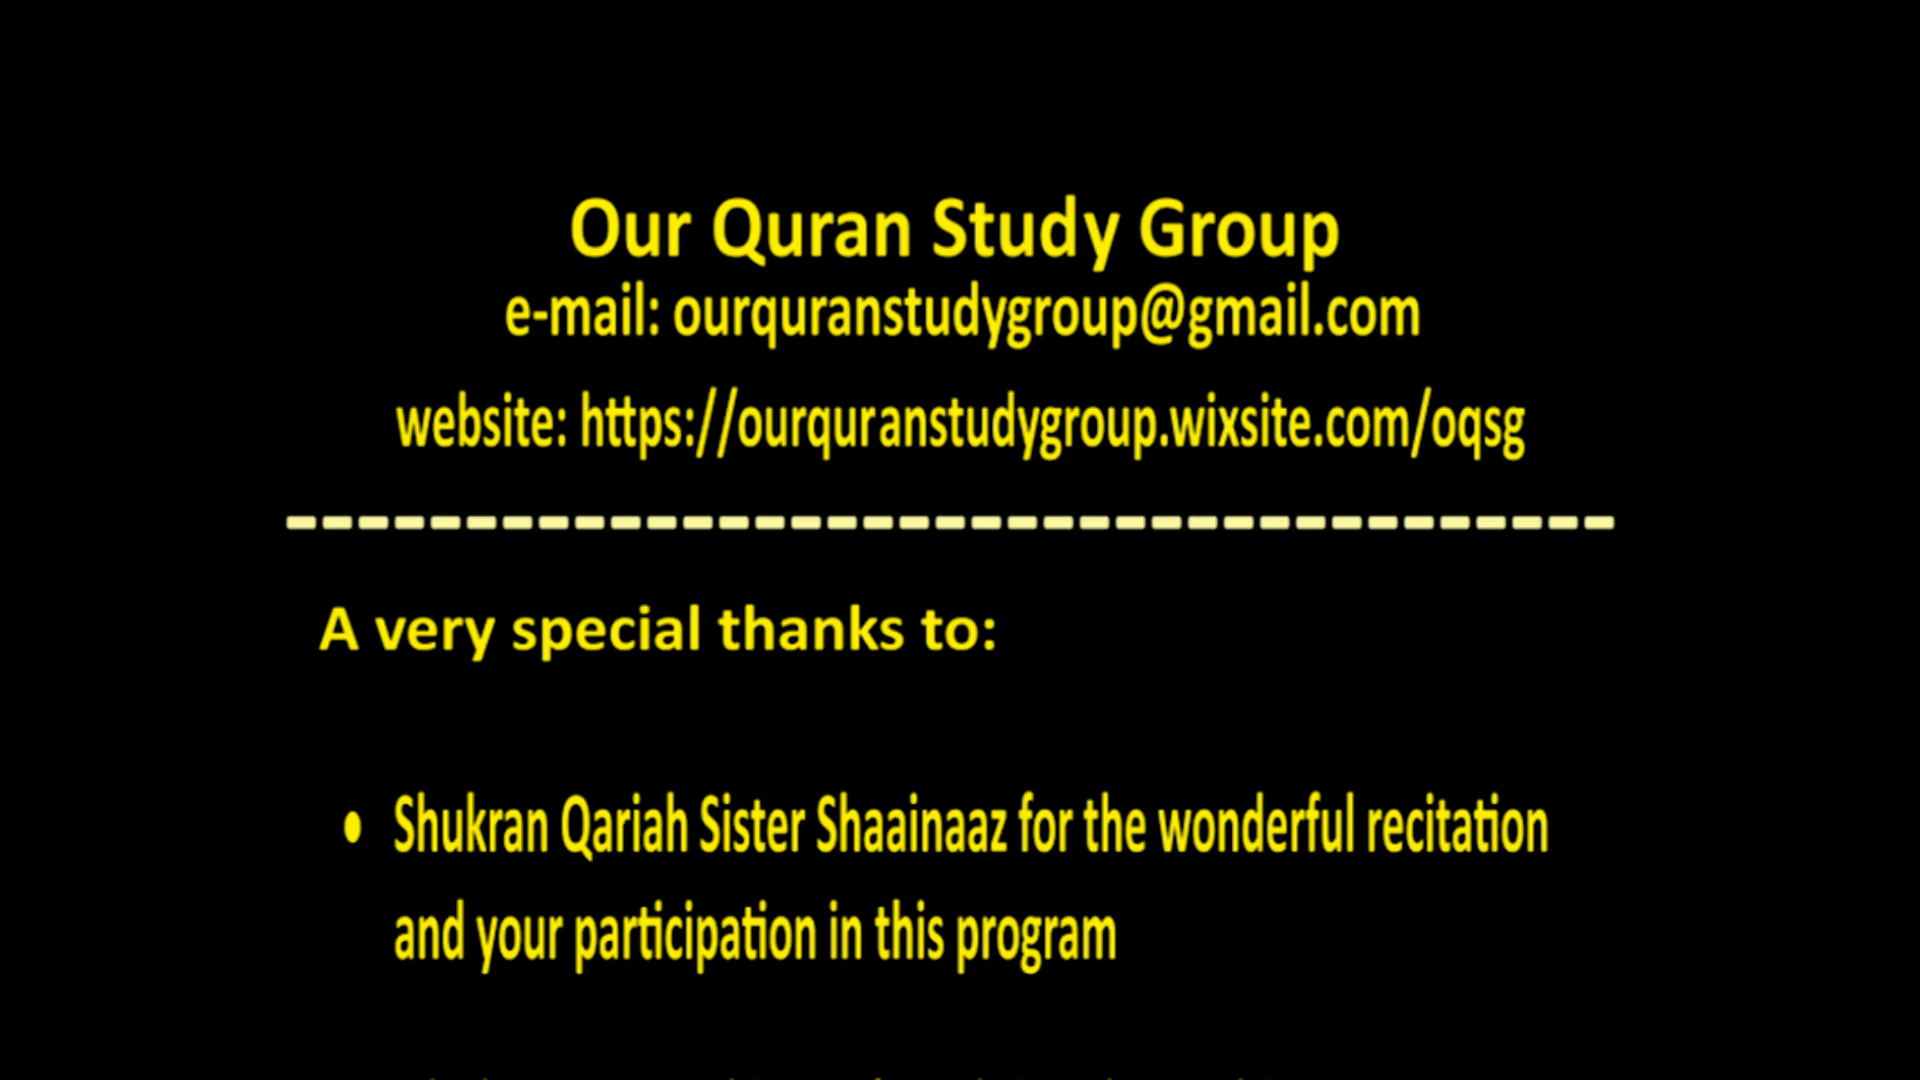 Our Quran Study Group
e-mail: ourquranstudygroup@gmail.com
website: https://ourquranstudygroup.wixsite.com/oqsg
-------------------------------------
A very special thanks to:
• Shukran Qariah Sister Shaainaaz for the wonderful recitation
and your participation in this program